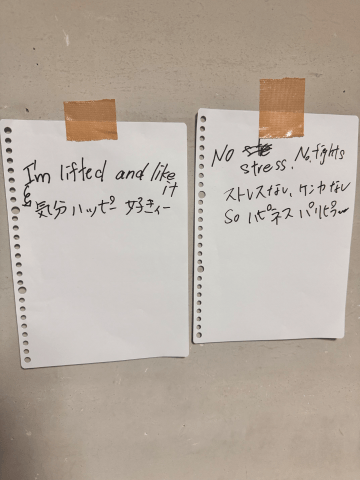 I'm lifted and like
it
気分ハッピー 好きィー
No
stress. No fights
ストレスなし、ケンカなし
So ハピネス パリピ